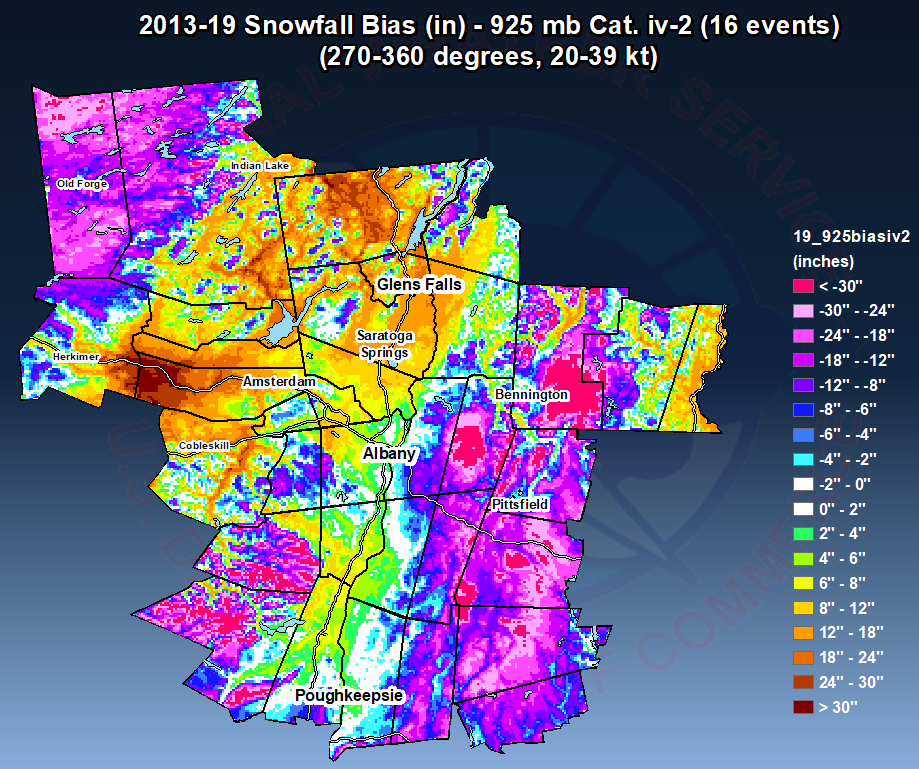 2013-19 Snowfall Bias (in) - 925 mb Cat. iv-2 (16 events)
(270-360 degrees, 20-39 kt)
Indian Lake
Old Forge
19_925biasiv2
(inches)
Glens Falls
< -30"
-30" - -24"
-24" - -18"
-18" - -12"
-12" - -8"
-8" - -6"
-6" - -4"
-4" - -2"
-2" - 0"
0" - 2"
2" - 4"
4" - 6"
6" - 8"
8" - 12"
12" - 18"
18" - 24"
24" - 30"
> 30"
Saratoga
Springs
Herkimer
Amsterdam
Bennington
Cobleskill
Albany
Pittsfield
Poughkeepsie